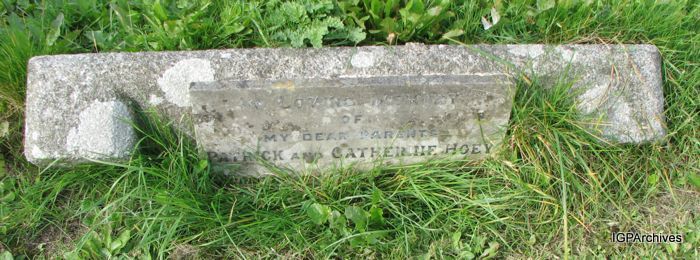 IN LOVING MEMORY
OF
MY DEAR PARENTS
PATRICK AND CATHERINE HOEY
IGPArchives